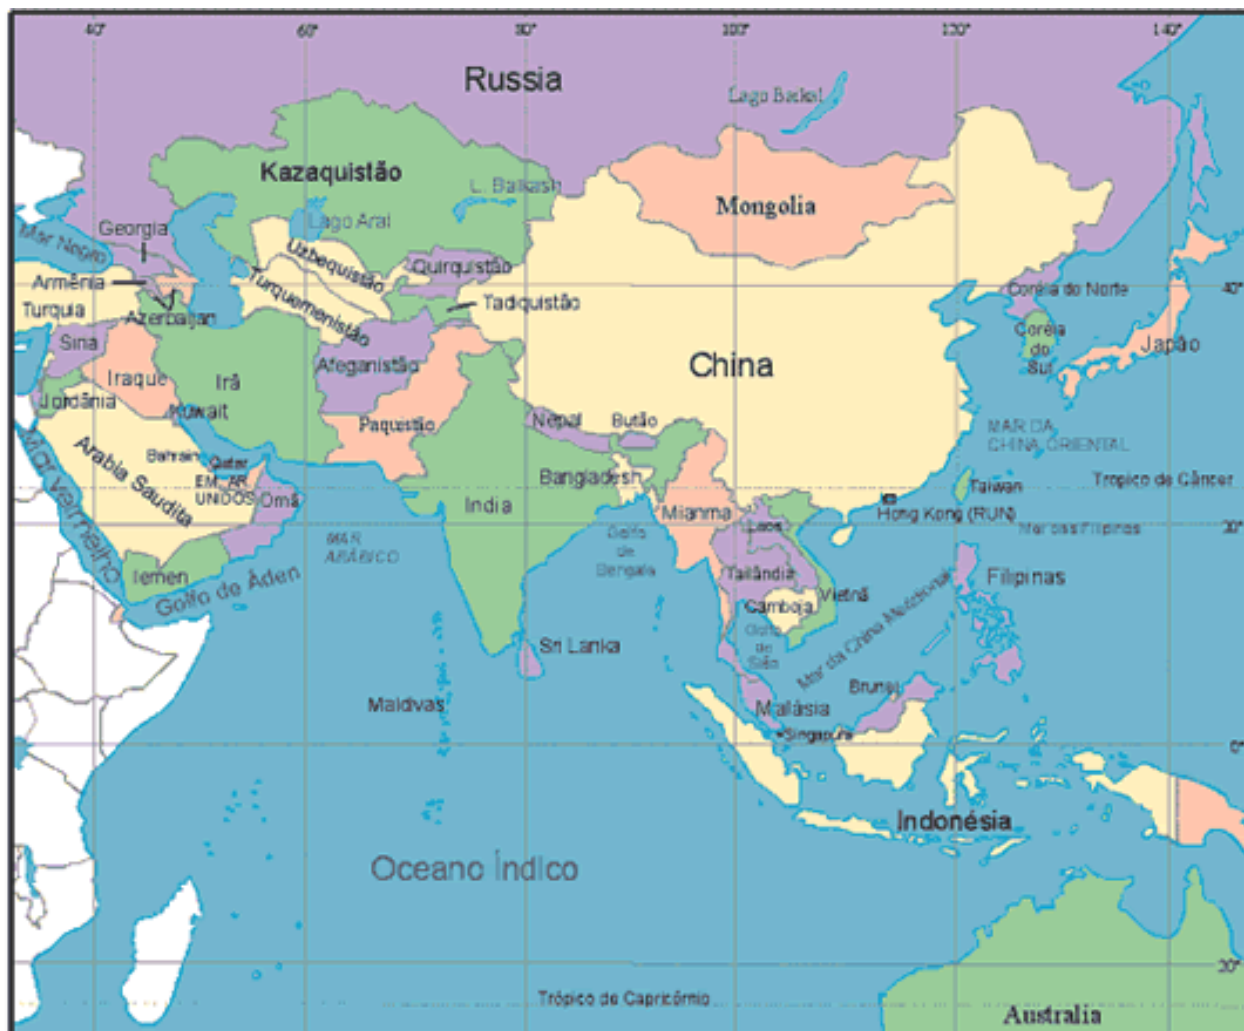 40°
60°
80°
100°
120°
140°
Russia
Lago Baikal
Kazaquistão
L. Balkash
Mongolia
Lago Aral
Georgia
Mar Negro
Uzbequistão
Quirquistão
Armênia
Turquemenistão
Tadiquistão
Coréia do Norte
40°
Turquia
Azerbaijan
Siria
Coréia
do
Sul
Japão
Afeganistão
China
Iraque
Irã
Jordânia
Kuwait
Paquistão
Nepal
Butão
MAR DA
CHINA ORIENTAL
Arabia Saudita
Bahrain
Qatar
EM. AR
UNIDOS
Omã
Bangladesh
Trópico de Câncer
Taiwan
India
Mianma
Hong Kong (RUN)
Mar das Filipinas
Mar vermelho
MAR
ARÁBICO
Laos
Golfo
de
Bengala
Iemen
Golfo de Áden
Tailândia
Vietnã
Filipinas
Camboja
Golfo
de
Sião
Mar da China Meridional
Sri Lanka
Brunei
Maldivas
Malásia
Singapura
0°
Indonésia
Oceano Índico
20°
Trópico de Capricórnio
Australia